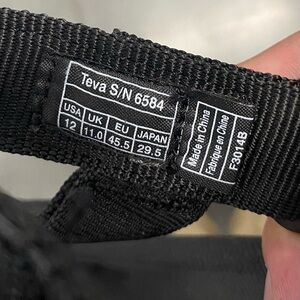 Teva S/N 6584
USA UK EU JAPAN
12 11.0 45.5 29.5
Made in China
Fabriqué en Chine
F3014B